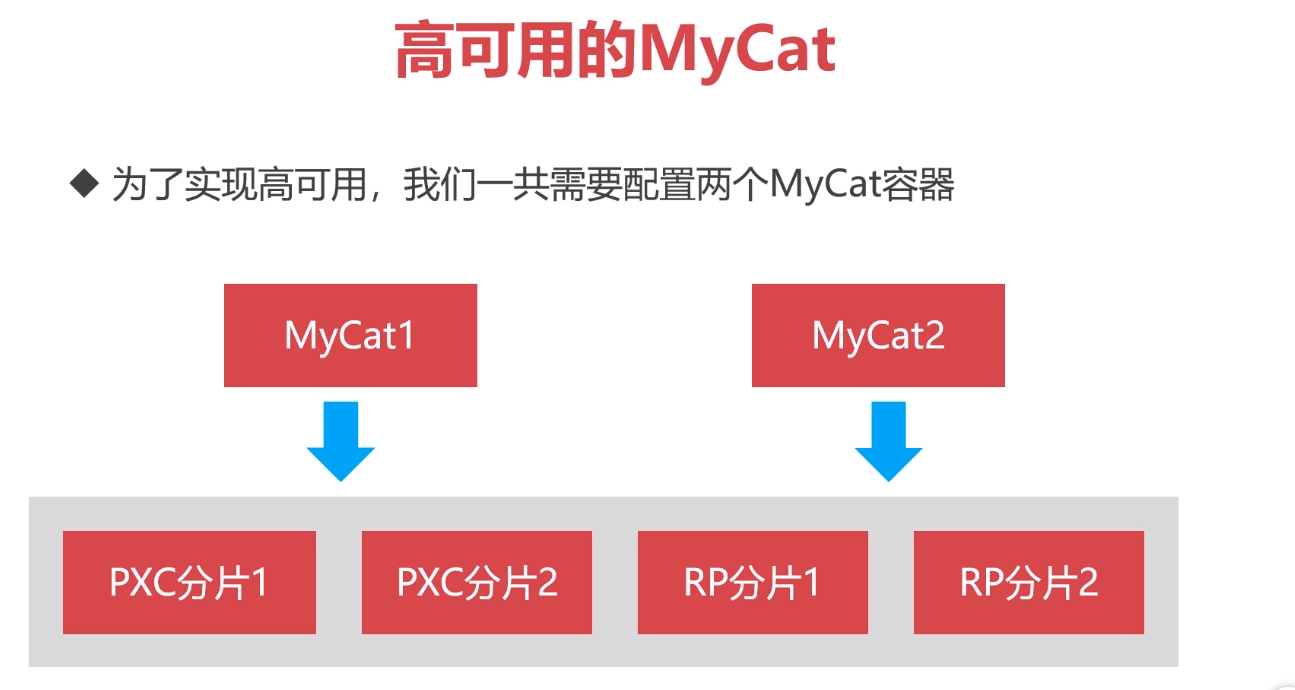 高可用的MyCat
为了实现高可用，我们一共需要配置两个MyCat容器
MyCat1
MyCat2
PXC分片1
PXC分片2
RP分片1
RP分片2